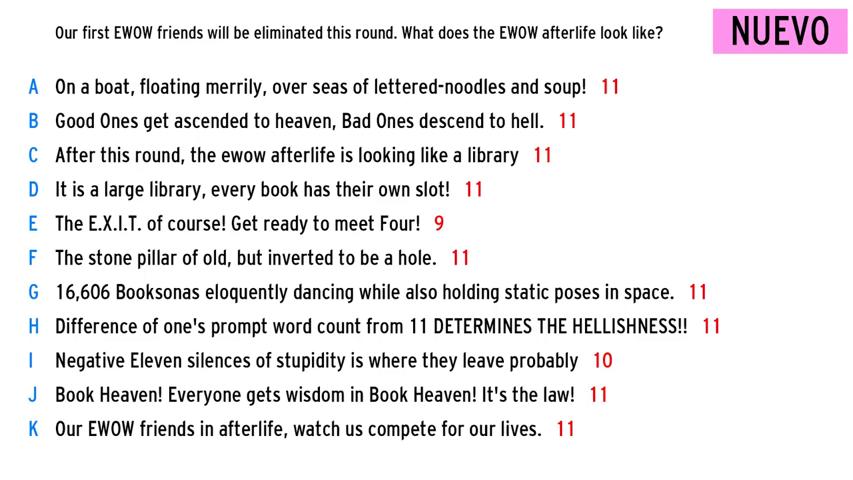 Our first EWOW friends will be eliminated this round. What does the EWOW afterlife look like?
NUEVO
A On a boat, floating merrily, over seas of lettered-noodles and soup! 11
B Good Ones get ascended to heaven, Bad Ones descend to hell. 11
C After this round, the ewow afterlife is looking like a library 11
D It is a large library, every book has their own slot! 11
E The E.X.I.T. of course! Get ready to meet Four! 9
F The stone pillar of old, but inverted to be a hole. 11
G 16,606 Booksonas eloquently dancing while also holding static poses in space. 11
H Difference of one's prompt word count from 11 DETERMINES THE HELLISHNESS!! 11
I Negative Eleven silences of stupidity is where they leave probably 10
J Book Heaven! Everyone gets wisdom in Book Heaven! It's the law! 11
K Our EWOW friends in afterlife, watch us compete for our lives. 11